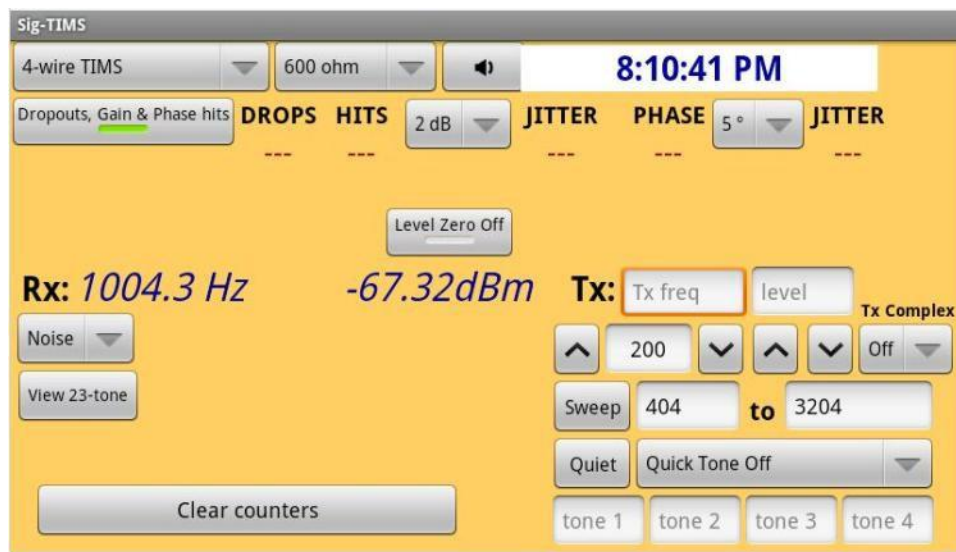 Sig-TIMS
4-wire TIMS 600 ohm 8:10:41 PM
Dropouts, Gain & Phase hits DROPS HITS 2 dB JITTER PHASE 5 ° JITTER
--- --- --- --- ---
Level Zero Off
Rx: 1004.3 Hz -67.32dBm Tx: Tx freq level
Tx Complex
Noise 200 Off
View 23-tone Sweep 404 to 3204
Quiet Quick Tone Off
Clear counters tone 1 tone 2 tone 3 tone 4